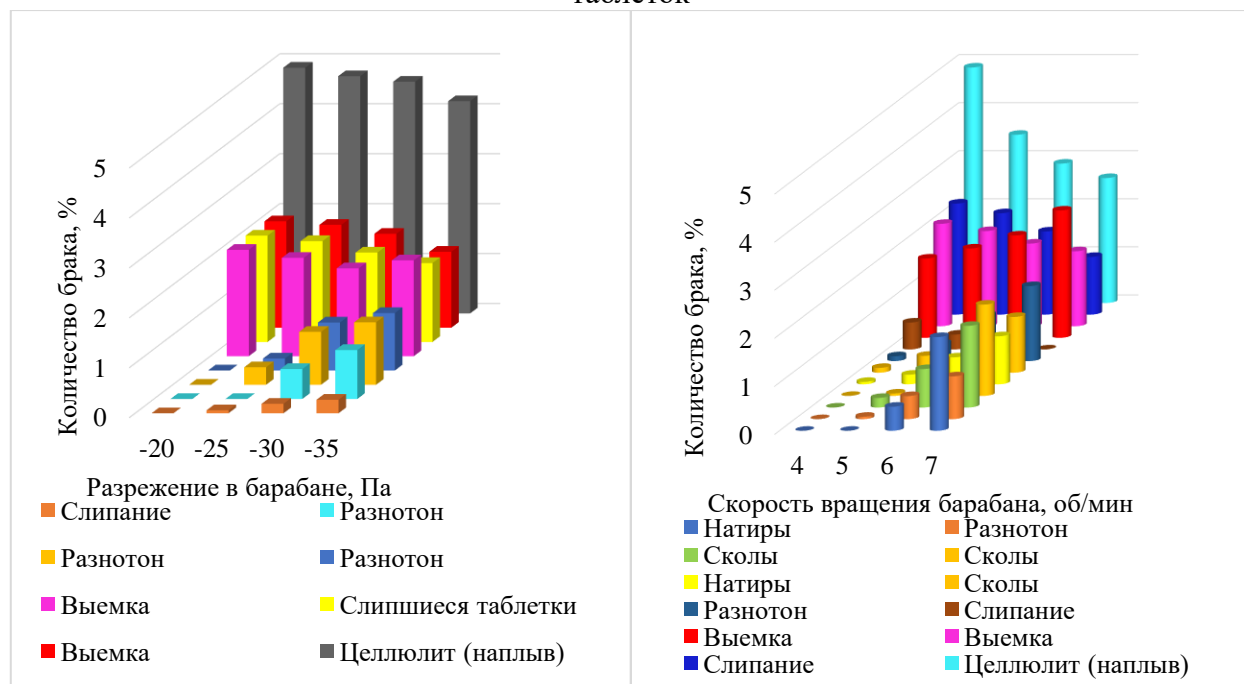 таблеток
5
4
3
2
1
0
Количество брака, %
-20 -25 -30 -35
Разрежение в барабане, Па
Слипание Разнотон
Разнотон Разнотон
Выемка Слипшиеся таблетки
Выемка Целлюлит (наплыв)
5
4
3
2
1
0
Количество брака, %
4 5 6 7
Скорость вращения барабана, об/мин
Натиры Разнотон
Сколы Сколы
Натиры Сколы
Разнотон Слипание
Выемка Выемка
Слипание Целлюлит (наплыв)